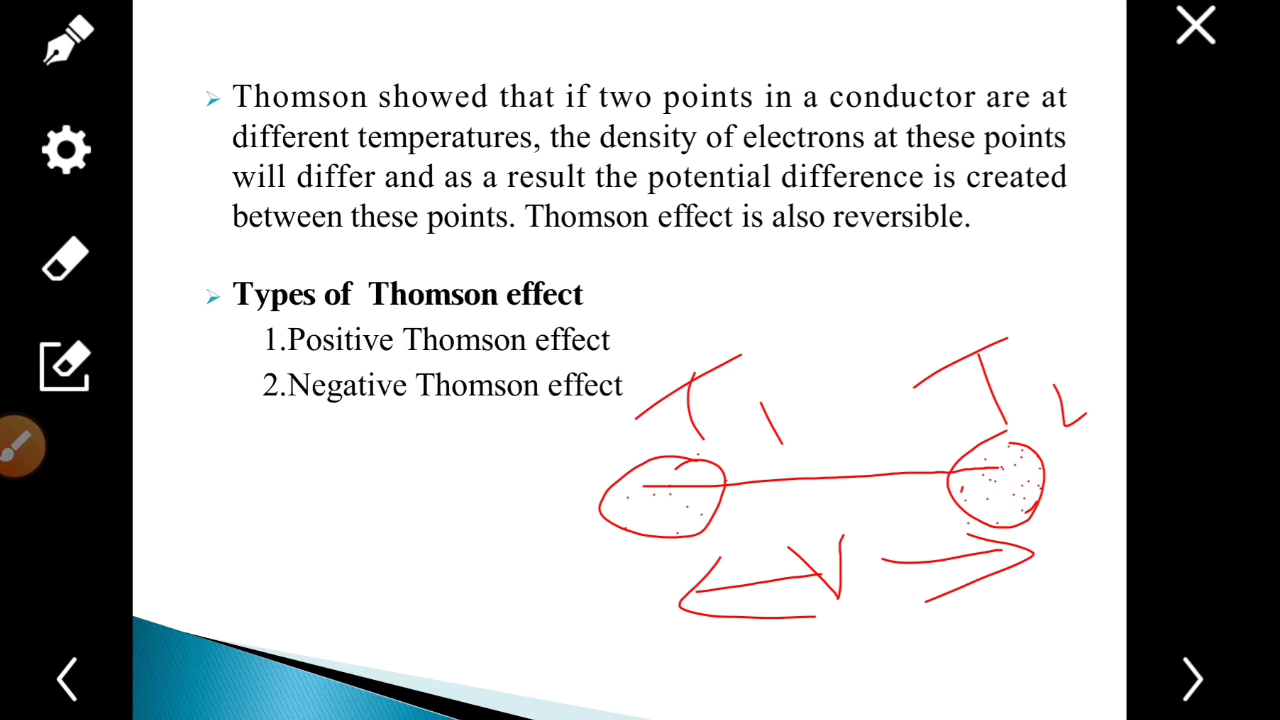 Thomson showed that if two points in a conductor are at
different temperatures, the density of electrons at these points
will differ and as a result the potential difference is created
between these points. Thomson effect is also reversible.
Types of Thomson effect
1.Positive Thomson effect
2.Negative Thomson effect
T1 T2
V